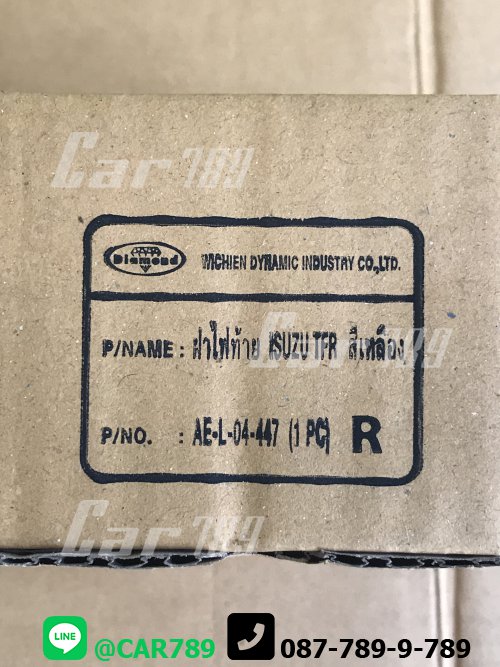 Car789
Diamond WICHIEN DYNAMIC INDUSTRY CO.,LTD.
P/NAME : ฝาไฟท้าย ISUZU TFR สีเหลือง
Car789
P/NO. : AE-L-04-447 (1 PC) R
Car789
LINE @CAR789 087-789-9-789